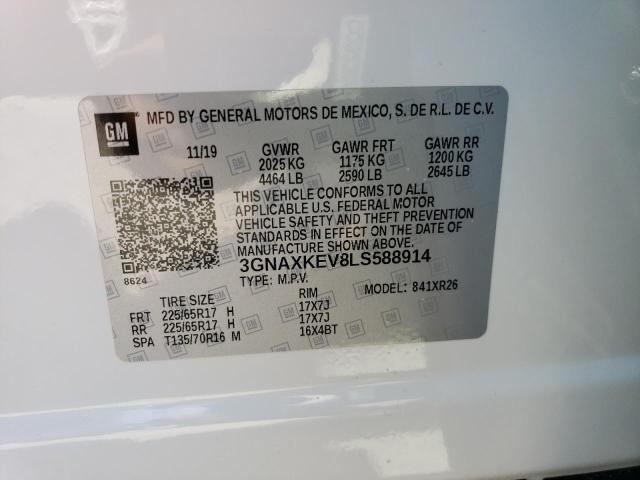 GM
MFD BY GENERAL MOTORS DE MEXICO, S. DE R.L. DE C.V.
11/19 GVWR GAWR FRT GAWR RR
2025 KG 1175 KG 1200 KG
4464 LB 2590 LB 2645 LB
THIS VEHICLE CONFORMS TO ALL
APPLICABLE U.S. FEDERAL MOTOR
VEHICLE SAFETY AND THEFT PREVENTION
STANDARDS IN EFFECT ON THE DATE OF
MANUFACTURE SHOWN ABOVE.
3GNAXKEV8LS588914
8624
TYPE: M.P.V. MODEL: 841XR26
TIRE SIZE RIM
FRT 225/65R17 H 17X7J
RR 225/65R17 H 17X7J
SPA T135/70R16 M 16X4BT